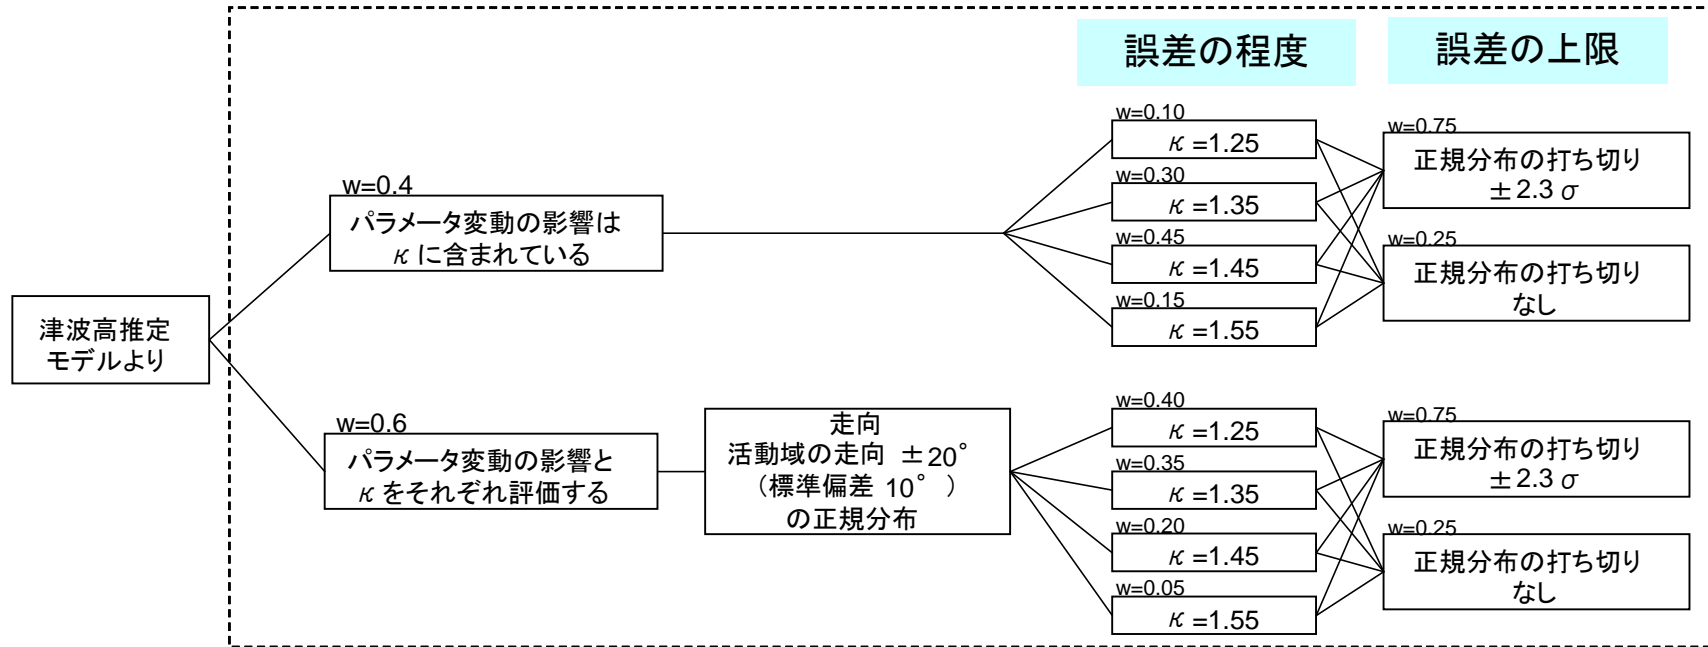 誤差の程度
誤差の上限
津波高推定
モデルより
w=0.4
パラメータ変動の影響は
κ に含まれている
w=0.10
κ =1.25
w=0.30
κ =1.35
w=0.45
κ =1.45
w=0.15
κ =1.55
w=0.75
正規分布の打ち切り
±2.3 σ
w=0.25
正規分布の打ち切り
なし
w=0.6
パラメータ変動の影響と
κ をそれぞれ評価する
走向
活動域の走向 ±20°
（標準偏差 10° ）
の正規分布
w=0.40
κ =1.25
w=0.35
κ =1.35
w=0.20
κ =1.45
w=0.05
κ =1.55
w=0.75
正規分布の打ち切り
±2.3 σ
w=0.25
正規分布の打ち切り
なし